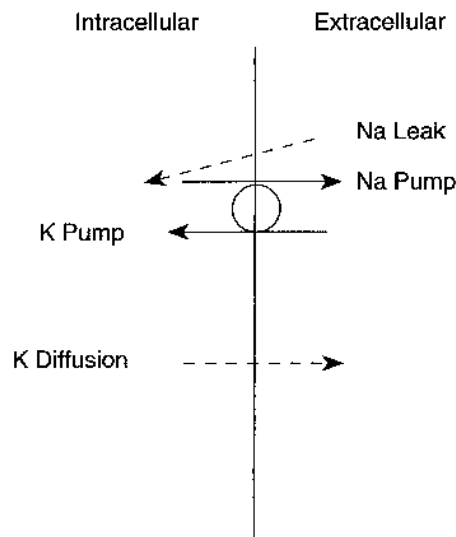 Intracellular
Extracellular
Na Leak
Na Pump
K Pump
K Diffusion